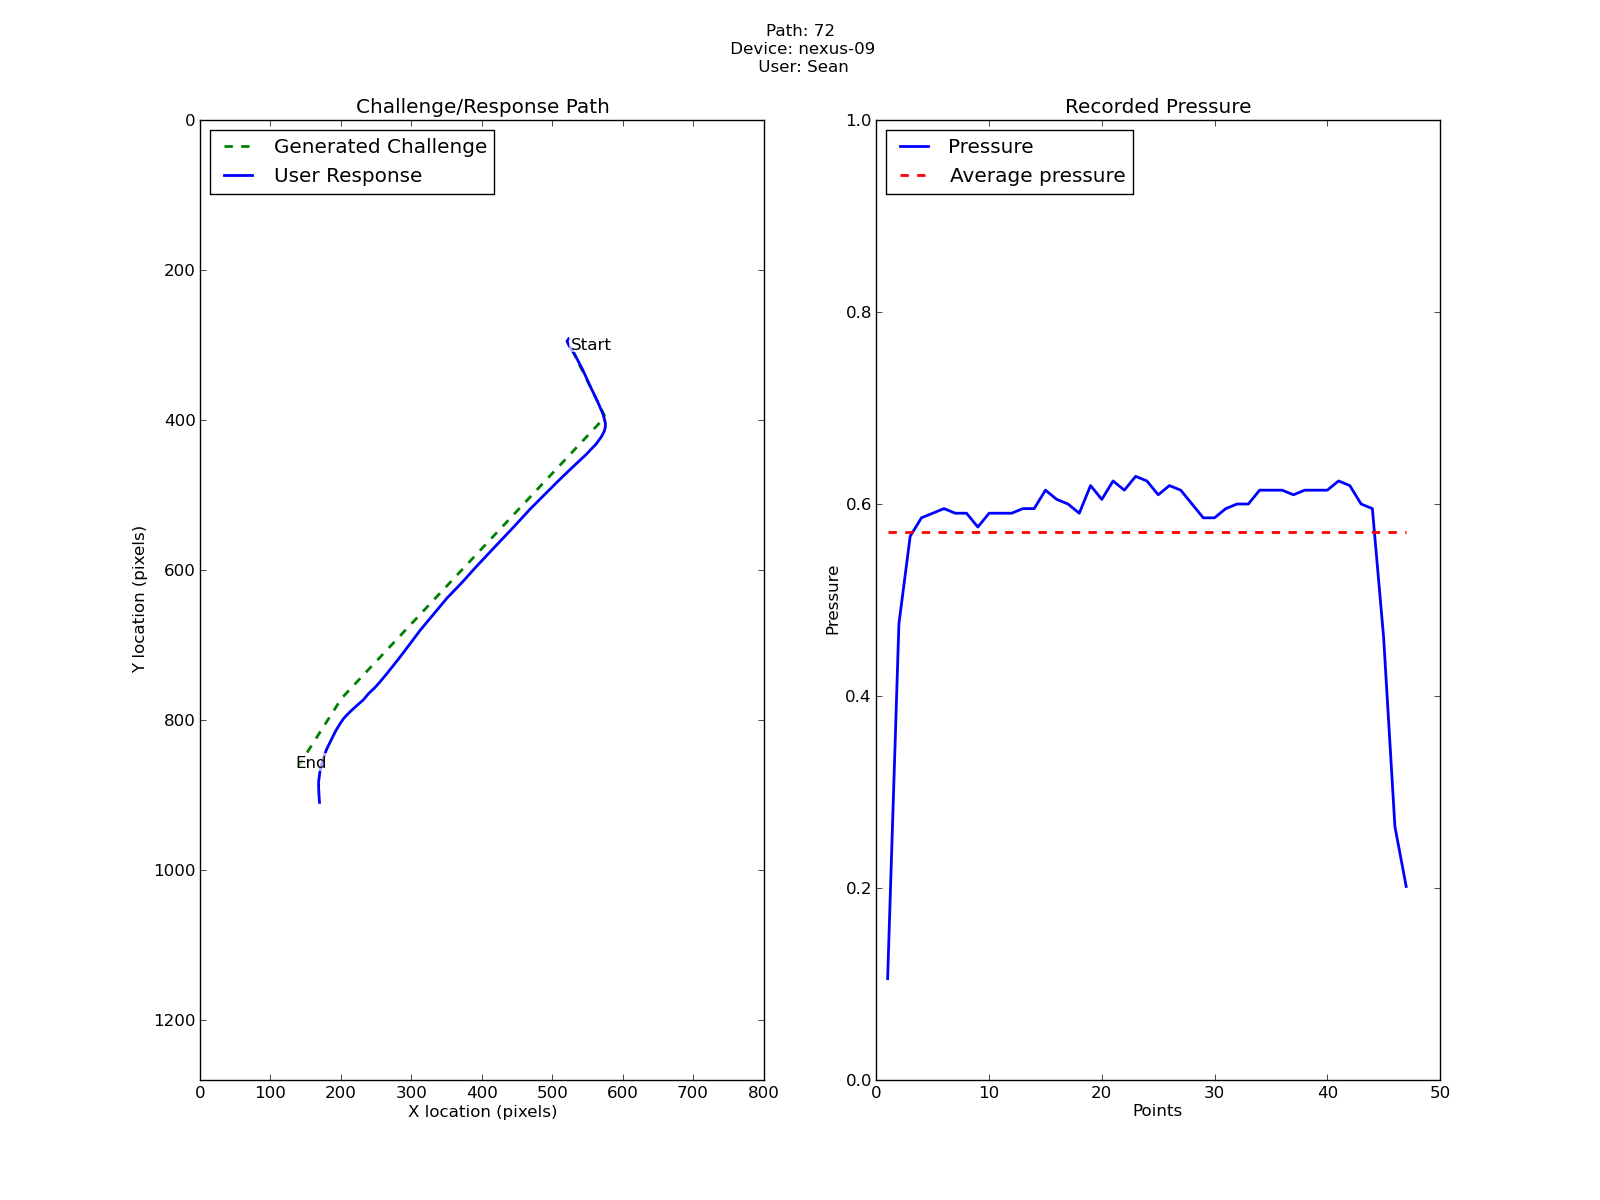 Path: 72
Device: nexus-09
User: Sean
Challenge/Response Path
Generated Challenge
User Response
Start
End
0
200
400
600
800
1000
1200
Y location (pixels)
0 100 200 300 400 500 600 700 800
X location (pixels)
Recorded Pressure
Pressure
Average pressure
1.0
0.8
0.6
0.4
0.2
0.0
Pressure
0 10 20 30 40 50
Points